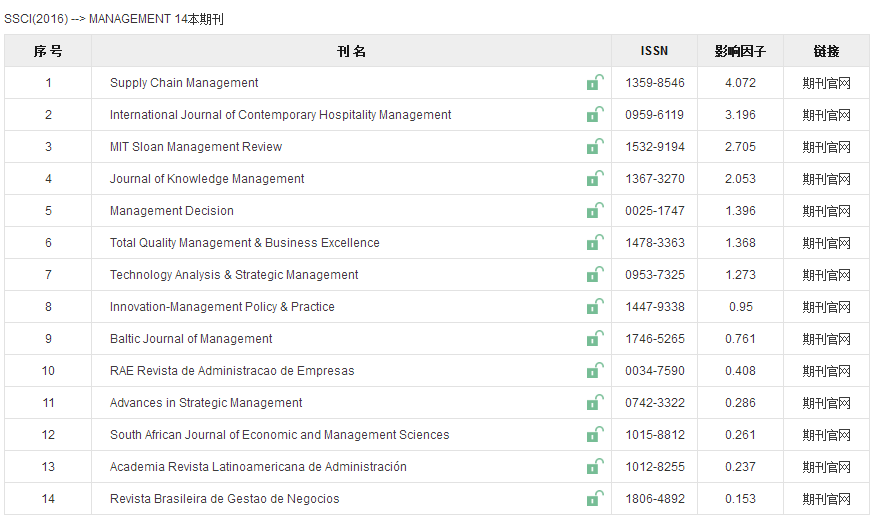 SSCI(2016) --> MANAGEMENT 14本期刊
序 号 刊 名 ISSN 影响因子 链接
1 Supply Chain Management 1359-8546 4.072 期刊官网
2 International Journal of Contemporary Hospitality Management 0959-6119 3.196 期刊官网
3 MIT Sloan Management Review 1532-9194 2.705 期刊官网
4 Journal of Knowledge Management 1367-3270 2.053 期刊官网
5 Management Decision 0025-1747 1.396 期刊官网
6 Total Quality Management & Business Excellence 1478-3363 1.368 期刊官网
7 Technology Analysis & Strategic Management 0953-7325 1.273 期刊官网
8 Innovation-Management Policy & Practice 1447-9338 0.95 期刊官网
9 Baltic Journal of Management 1746-5265 0.761 期刊官网
10 RAE Revista de Administracao de Empresas 0034-7590 0.408 期刊官网
11 Advances in Strategic Management 0742-3322 0.286 期刊官网
12 South African Journal of Economic and Management Sciences 1015-8812 0.261 期刊官网
13 Academia Revista Latinoamericana de Administración 1012-8255 0.237 期刊官网
14 Revista Brasileira de Gestao de Negocios 1806-4892 0.153 期刊官网